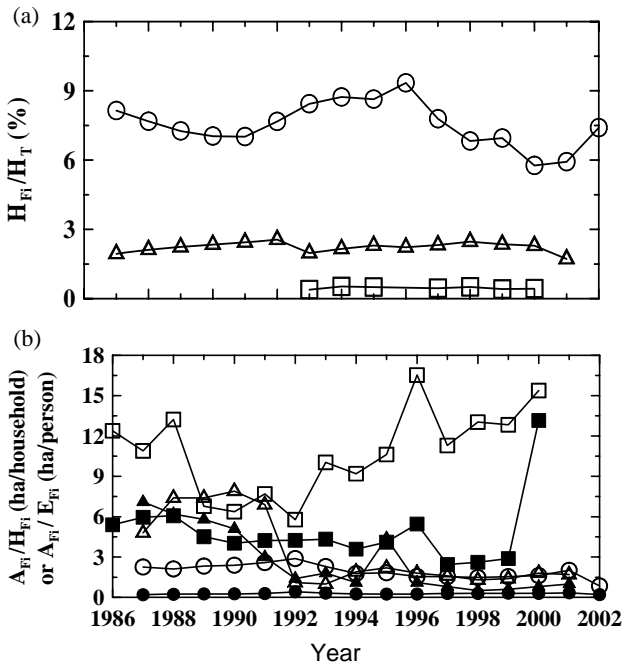 (a)
12
9
6
3
0
H_Fi/H_T (%)
(b)
18
15
12
9
6
3
0
A_Fi/H_Fi (ha/household)
or A_Fi/ E_Fi (ha/person)
1986 1988 1990 1992 1994 1996 1998 2000 2002
Year